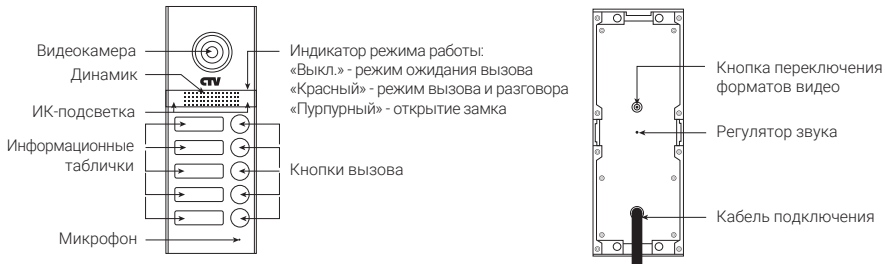 Видеокамера
Динамик
CTV
ИК-подсветка
Информационные
таблички
Микрофон
Индикатор режима работы:
«Выкл.» - режим ожидания вызова
«Красный» - режим вызова и разговора
«Пурпурный» - открытие замка
Кнопки вызова
Кнопка переключения
форматов видео
Регулятор звука
Кабель подключения